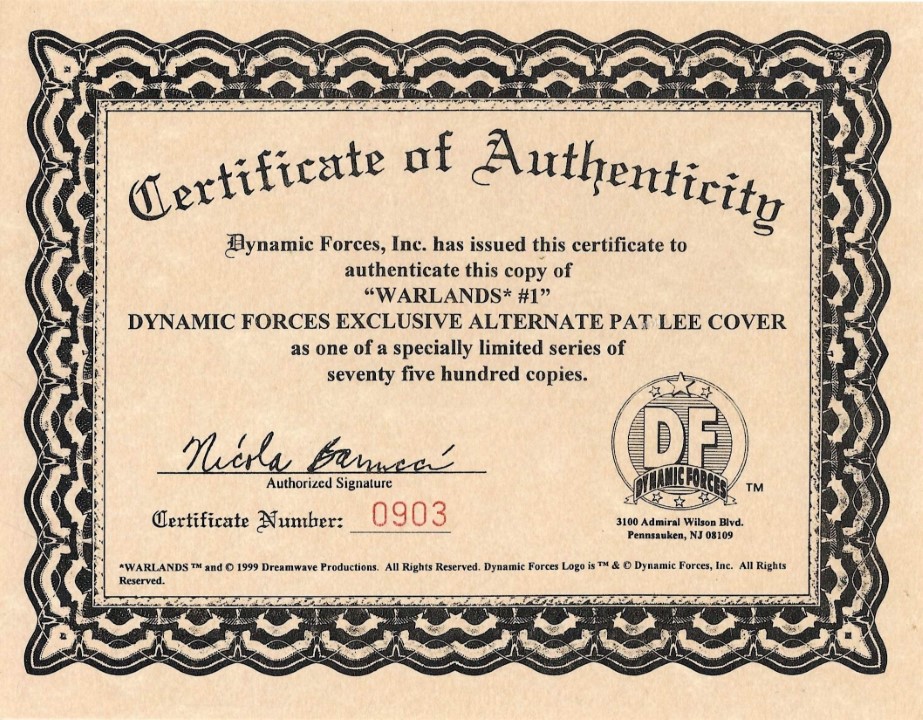 Certificate of Authenticity
Dynamic Forces, Inc. has issued this certificate to
authenticate this copy of
“WARLANDS* #1”
DYNAMIC FORCES EXCLUSIVE ALTERNATE PAT LEE COVER
as one of a specially limited series of
seventy five hundred copies.
Nicola Barrucci
Authorized Signature
Certificate Number: 0903
DF
DYNAMIC FORCES
TM
3100 Admiral Wilson Blvd.
Pennsauken, NJ 08109
*WARLANDS ™ and © 1999 Dreamwave Productions. All Rights Reserved. Dynamic Forces Logo is ™ & © Dynamic Forces, Inc. All Rights
Reserved.